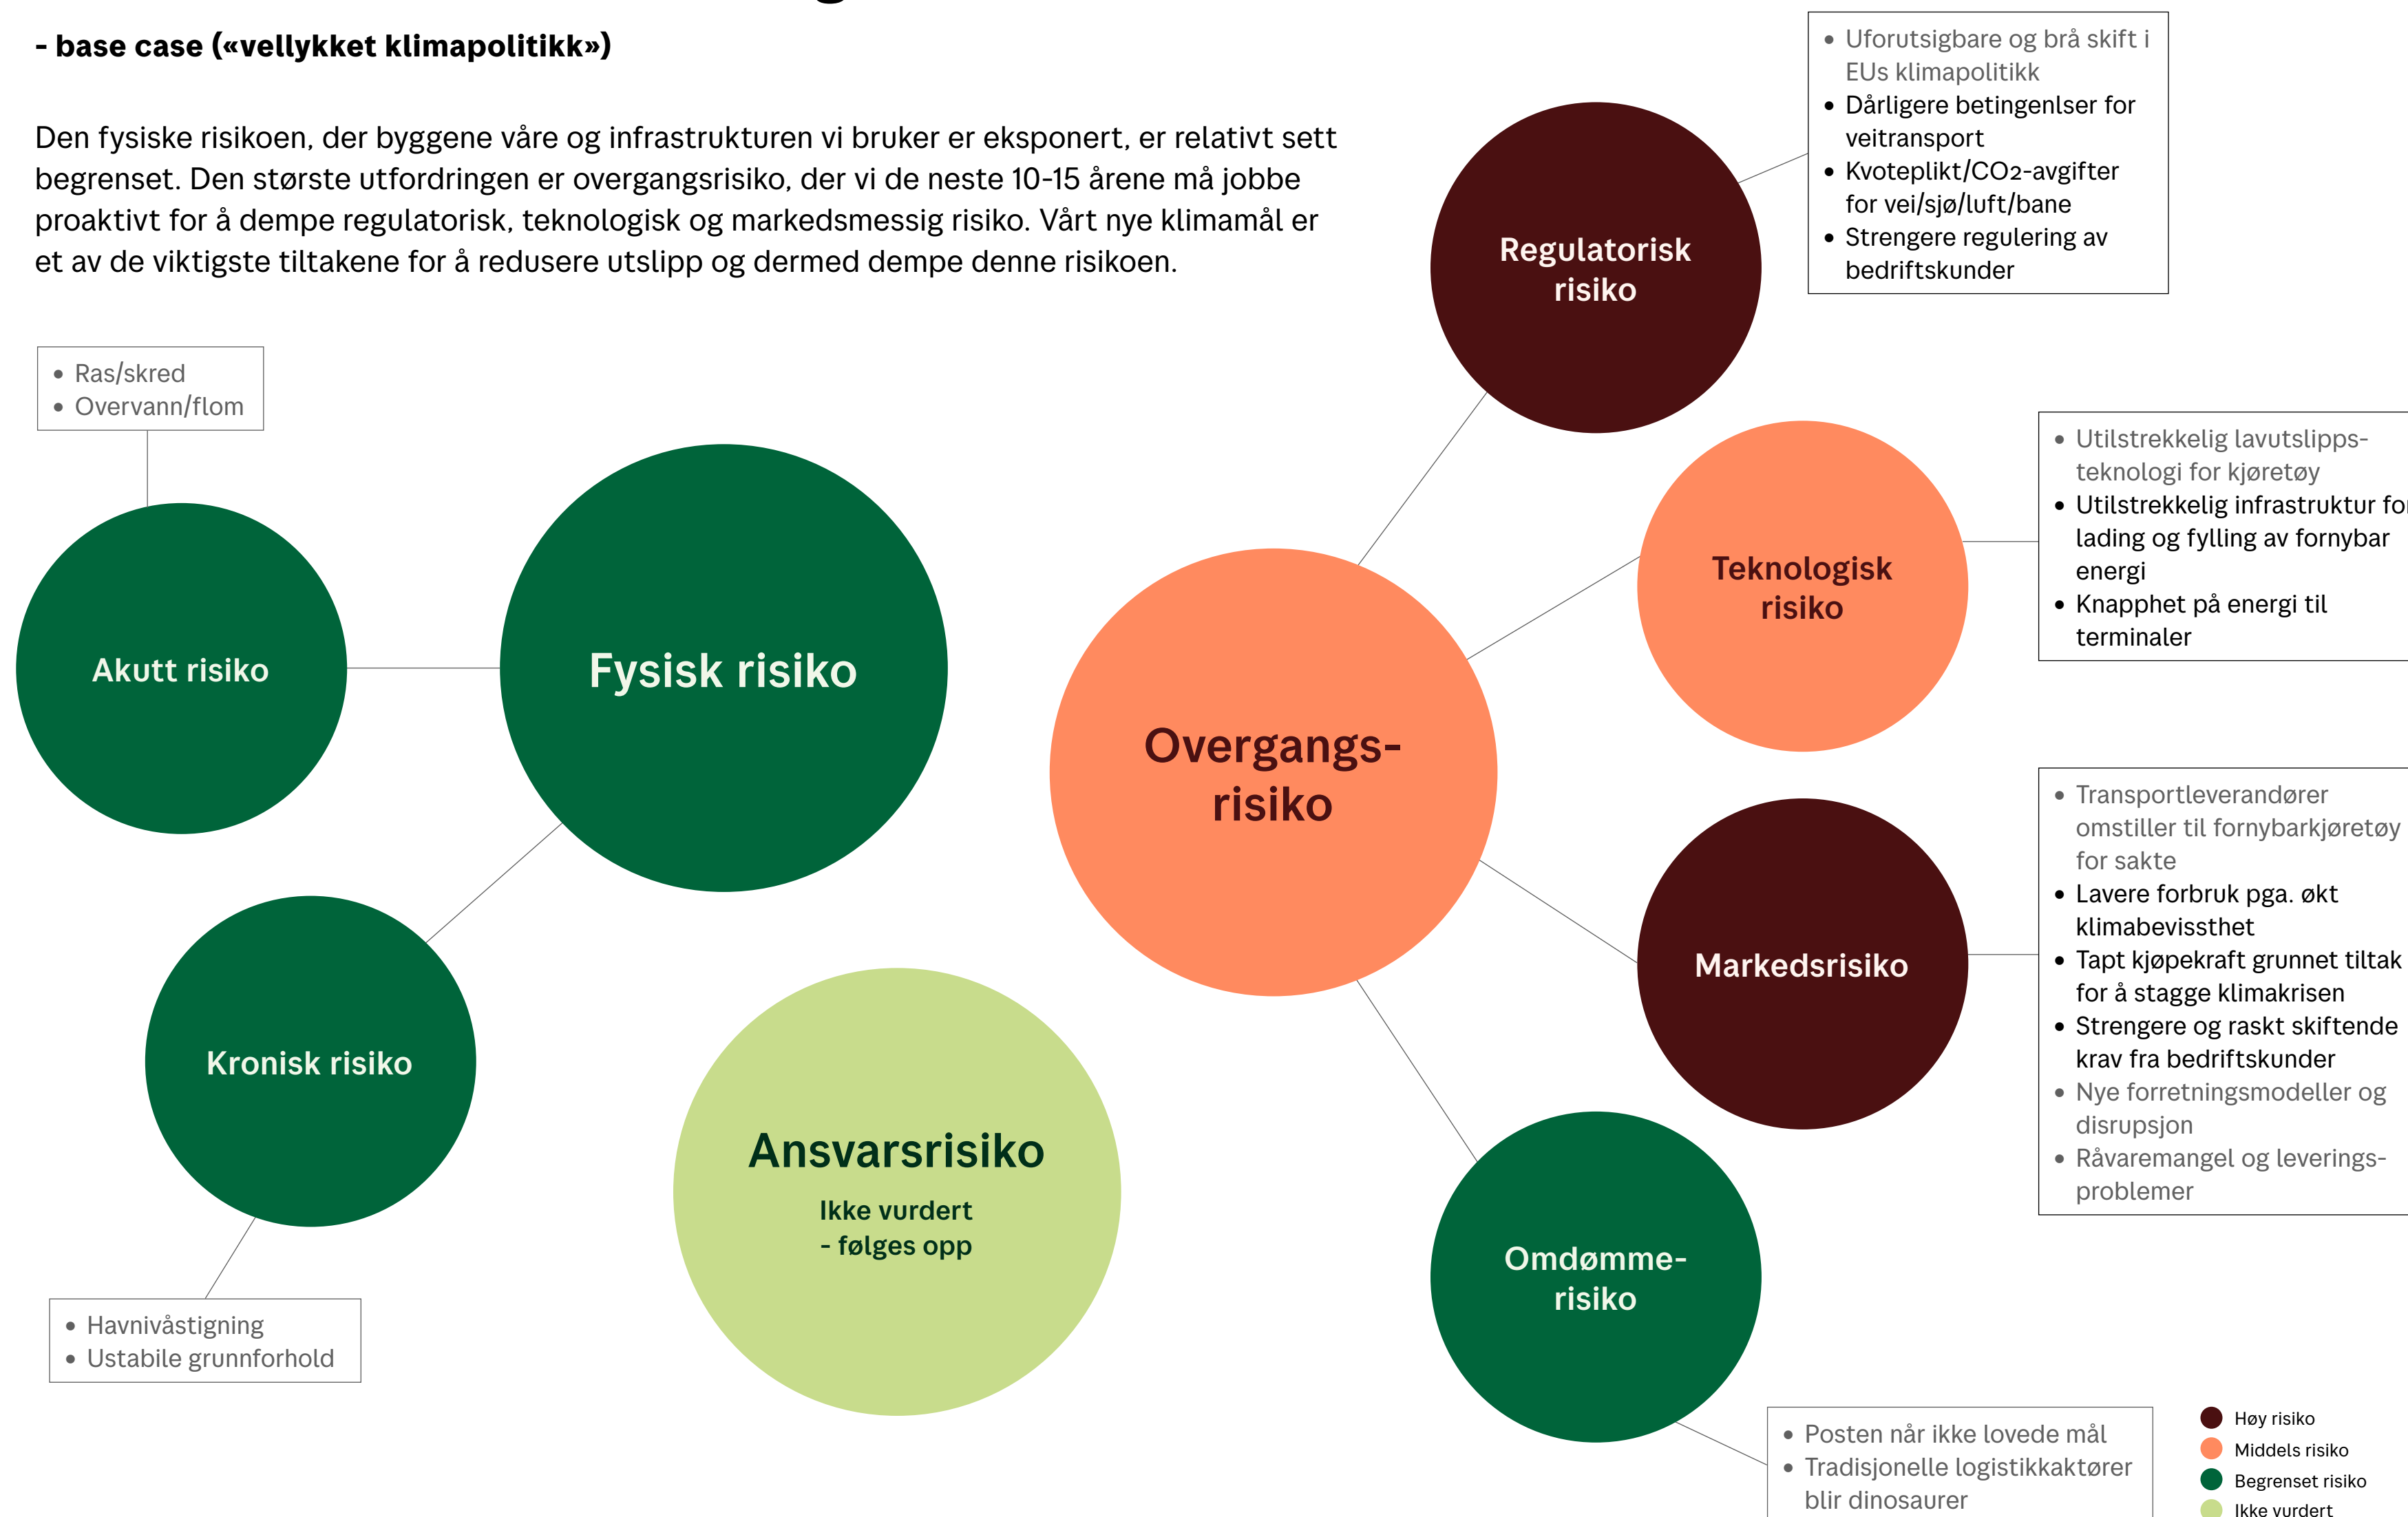 - base case («vellykket klimapolitikk»)
Den fysiske risikoen, der byggene våre og infrastrukturen vi bruker er eksponert, er relativt sett
begrenset. Den største utfordringen er overgangsrisiko, der vi de neste 10-15 årene må jobbe
proaktivt for å dempe regulatorisk, teknologisk og markedsmessig risiko. Vårt nye klimamål er
et av de viktigste tiltakene for å redusere utslipp og dermed dempe denne risikoen.
• Ras/skred
• Overvann/flom
Akutt risiko
Fysisk risiko
Kronisk risiko
• Havnivåstigning
• Ustabile grunnforhold
Ansvarsrisiko
Ikke vurdert
- følges opp
Overgangs-
risiko
Regulatorisk
risiko
• Uforutsigbare og brå skift i
EUs klimapolitikk
• Dårligere betingenlser for
veitransport
• Kvoteplikt/CO2-avgifter
for vei/sjø/luft/bane
• Strengere regulering av
bedriftskunder
Teknologisk
risiko
• Utilstrekkelig lavutslipps-
teknologi for kjøretøy
• Utilstrekkelig infrastruktur for
lading og fylling av fornybar
energi
• Knapphet på energi til
terminaler
Markedsrisiko
• Transportleverandører
omstiller til fornybarkjøretøy
for sakte
• Lavere forbruk pga. økt
klimabevissthet
• Tapt kjøpekraft grunnet tiltak
for å stagge klimakrisen
• Strengere og raskt skiftende
krav fra bedriftskunder
• Nye forretningsmodeller og
disrupsjon
• Råvaremangel og leverings-
problemer
Omdømme-
risiko
• Posten når ikke lovede mål
• Tradisjonelle logistikkaktører
blir dinosaurer
Høy risiko
Middels risiko
Begrenset risiko
Ikke vurdert